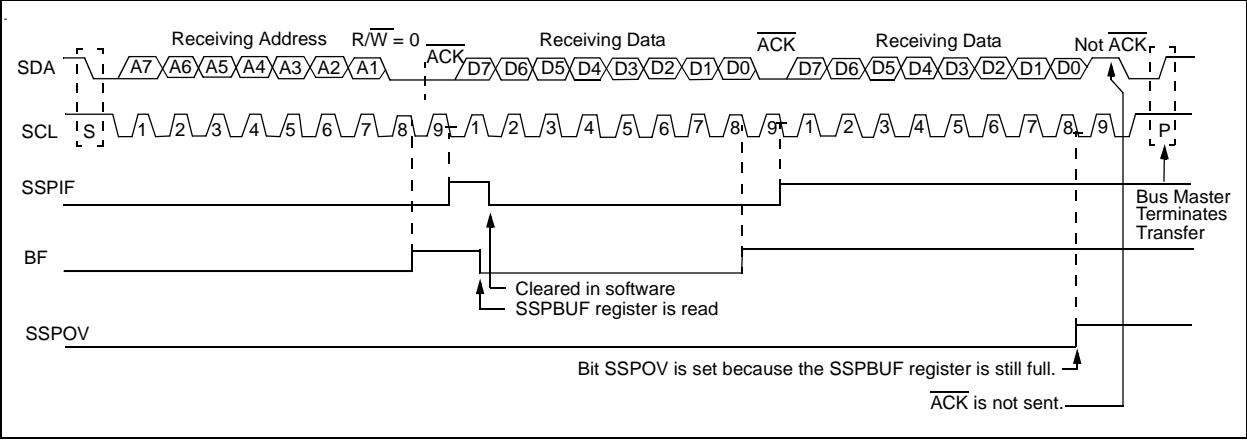 Receiving Address R/W̅ = 0 A̅C̅K̅ Receiving Data A̅C̅K̅ Receiving Data Not A̅C̅K̅
SDA A7 A6 A5 A4 A3 A2 A1 D7 D6 D5 D4 D3 D2 D1 D0 D7 D6 D5 D4 D3 D2 D1 D0
SCL S 1 2 3 4 5 6 7 8 9 1 2 3 4 5 6 7 8 9 1 2 3 4 5 6 7 8 9 P
SSPIF
Bus Master
Terminates
Transfer
BF
Cleared in software
SSPBUF register is read
SSPOV
Bit SSPOV is set because the SSPBUF register is still full.
A̅C̅K̅ is not sent.